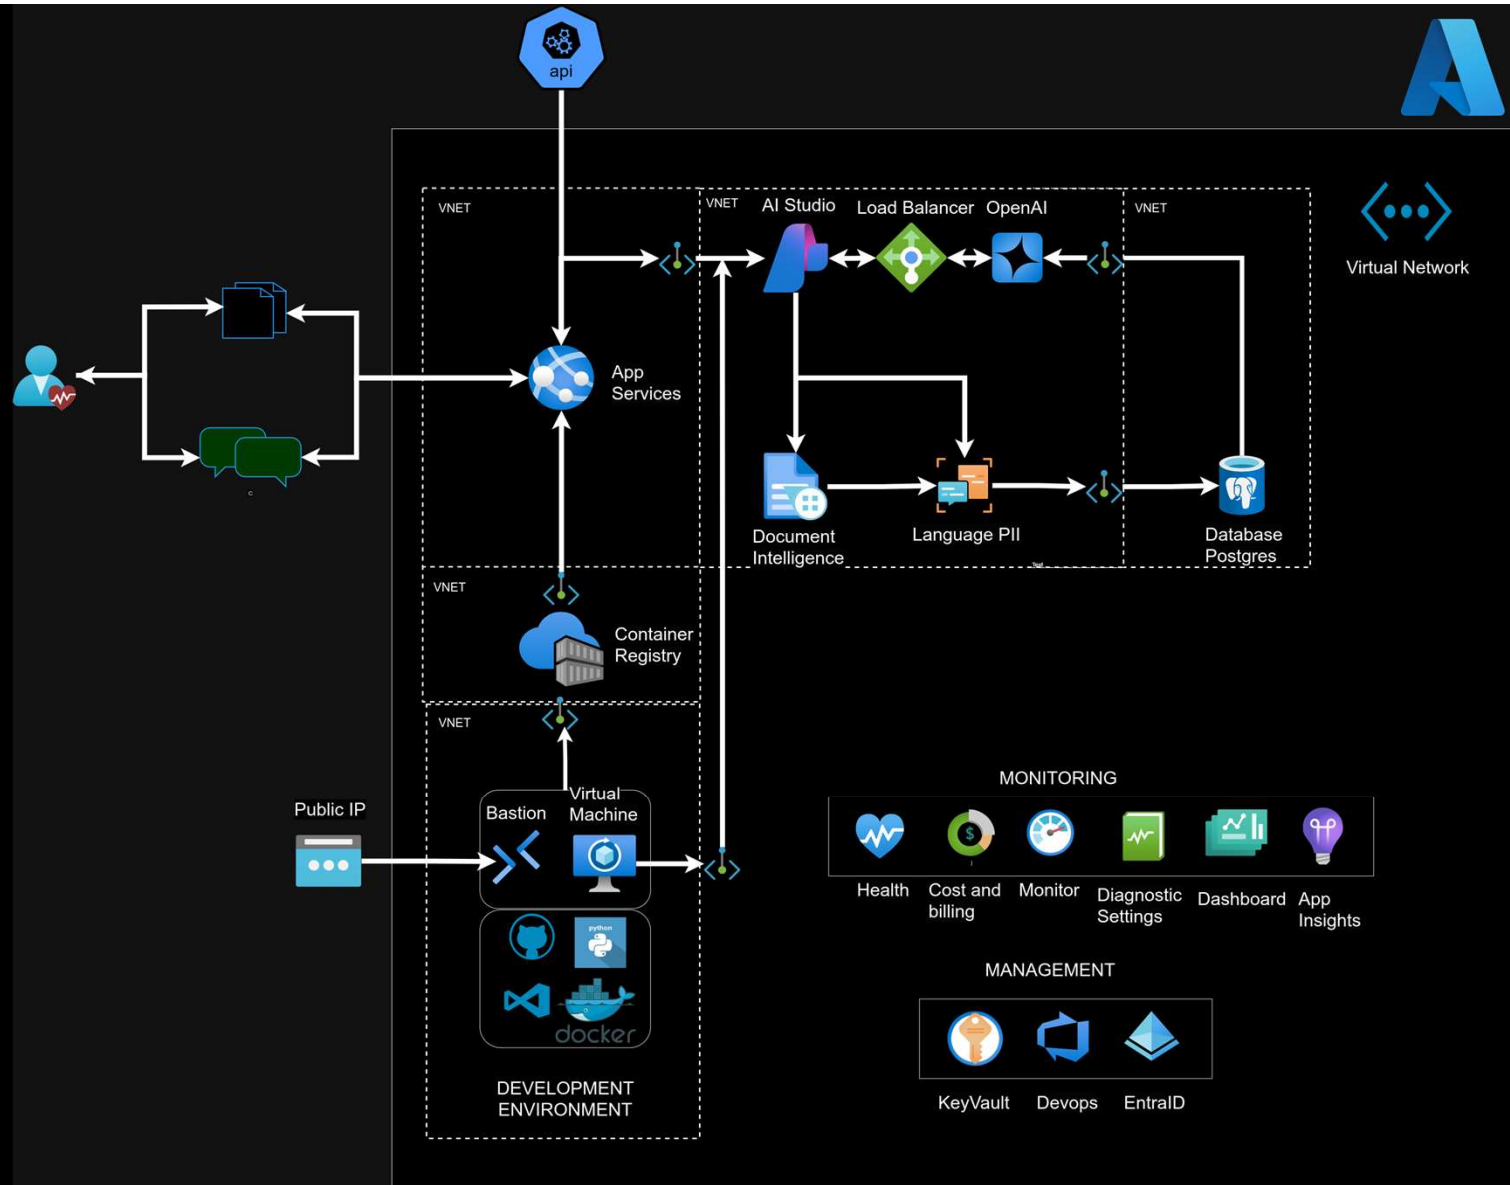 api
VNET
VNET
AI Studio
Load Balancer
OpenAI
VNET
Virtual Network
App
Services
c
Document
Intelligence
Language PII
Database
Postgres
VNET
Container
Registry
VNET
Public IP
Bastion
Virtual
Machine
python
docker
DEVELOPMENT
ENVIRONMENT
MONITORING
$
Health
Cost and
billing
Monitor
Diagnostic
Settings
Dashboard
App
Insights
MANAGEMENT
KeyVault
Devops
EntraID